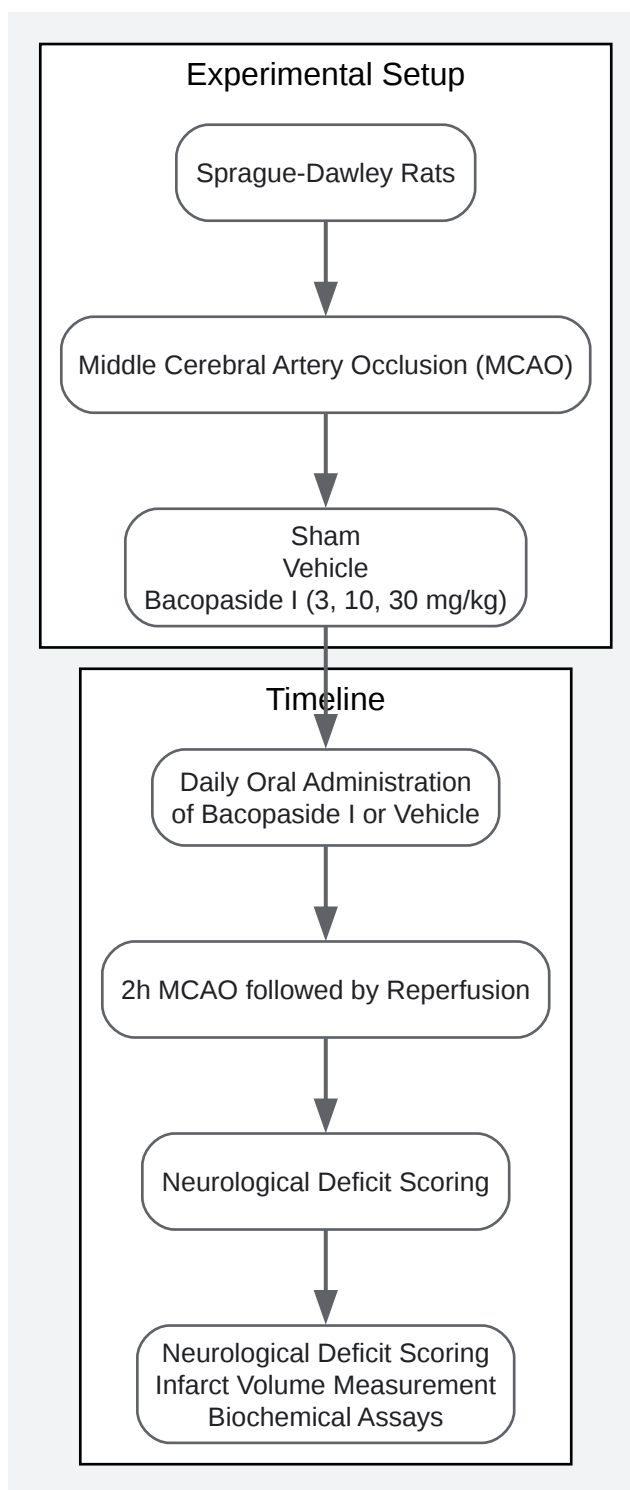 Experimental Setup
Sprague-Dawley Rats
Middle Cerebral Artery Occlusion (MCAO)
Sham
Vehicle
Bacopaside I (3, 10, 30 mg/kg)
Timeline
Daily Oral Administration
of Bacopaside I or Vehicle
2h MCAO followed by Reperfusion
Neurological Deficit Scoring
Neurological Deficit Scoring
Infarct Volume Measurement
Biochemical Assays